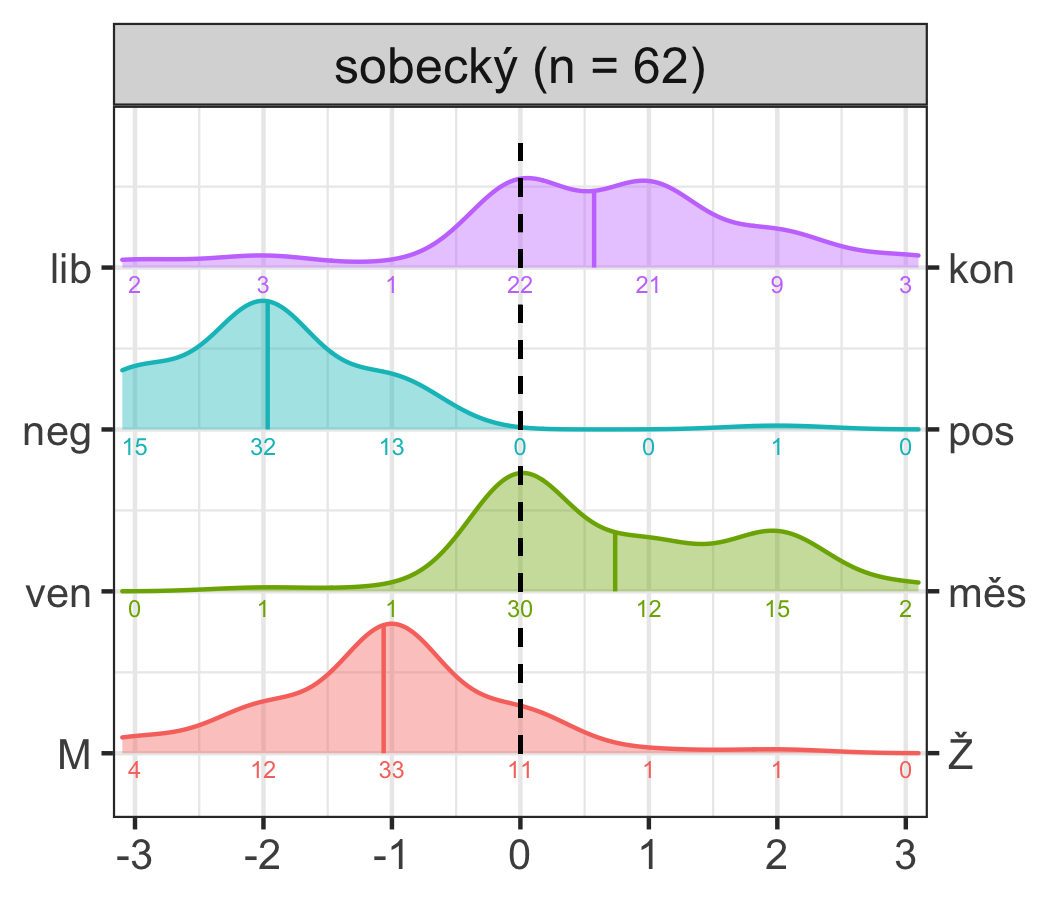 sobecký (n = 62)
lib kon
2 3 1 22 21 9 3
neg pos
15 32 13 0 0 1 0
ven měs
0 1 1 30 12 15 2
M Ž
4 12 33 11 1 1 0
-3 -2 -1 0 1 2 3